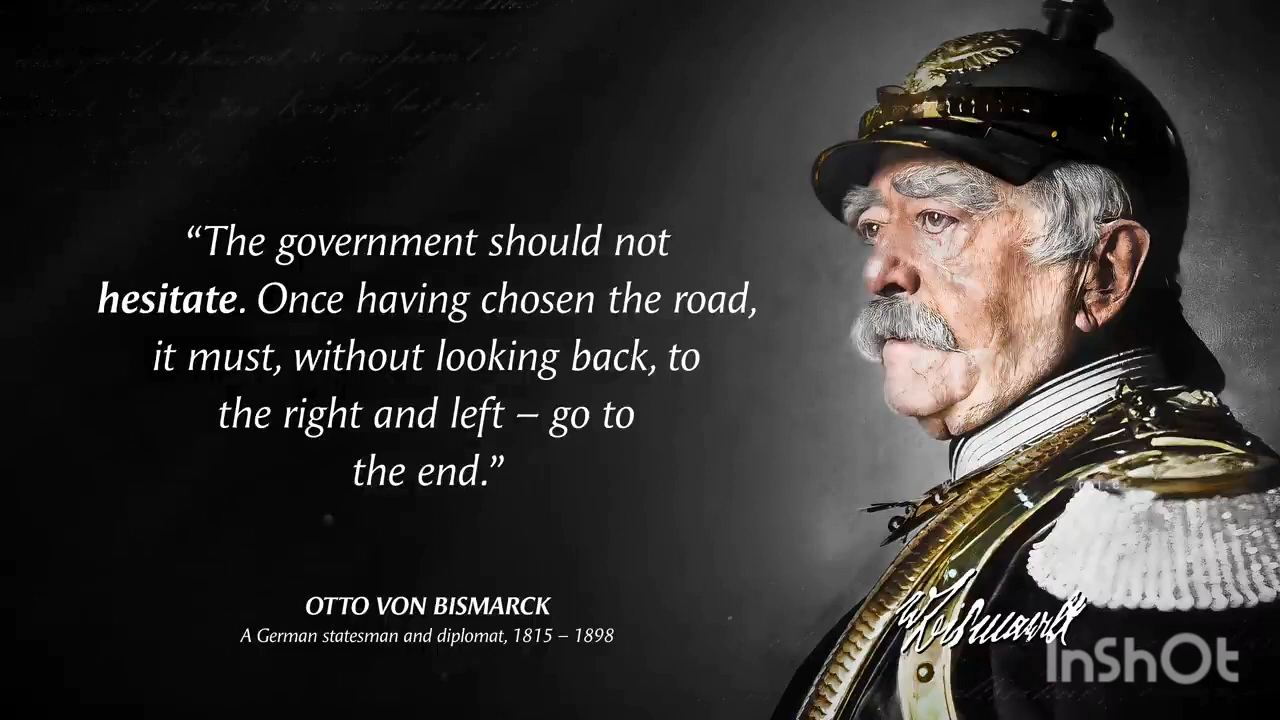 “The government should not
hesitate. Once having chosen the road,
it must, without looking back, to
the right and left – go to
the end.”
OTTO VON BISMARCK
A German statesman and diplomat, 1815 – 1898
InShOt